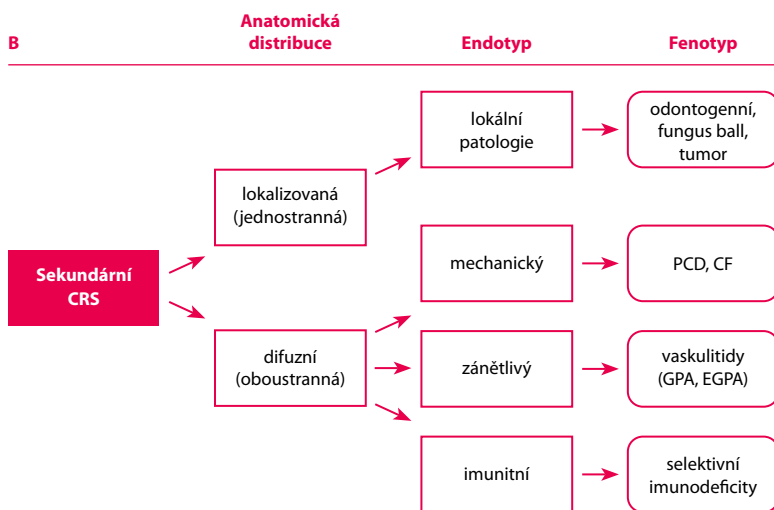 B
Anatomická
distribuce
Endotyp
Fenotyp
lokální
patologie
odontogenní,
fungus ball,
tumor
lokalizovaná
(jednostranná)
mechanický
PCD, CF
Sekundární
CRS
difuzní
(oboustranná)
zánětlivý
vaskulitidy
(GPA, EGPA)
imunitní
selektivní
imunodeficity